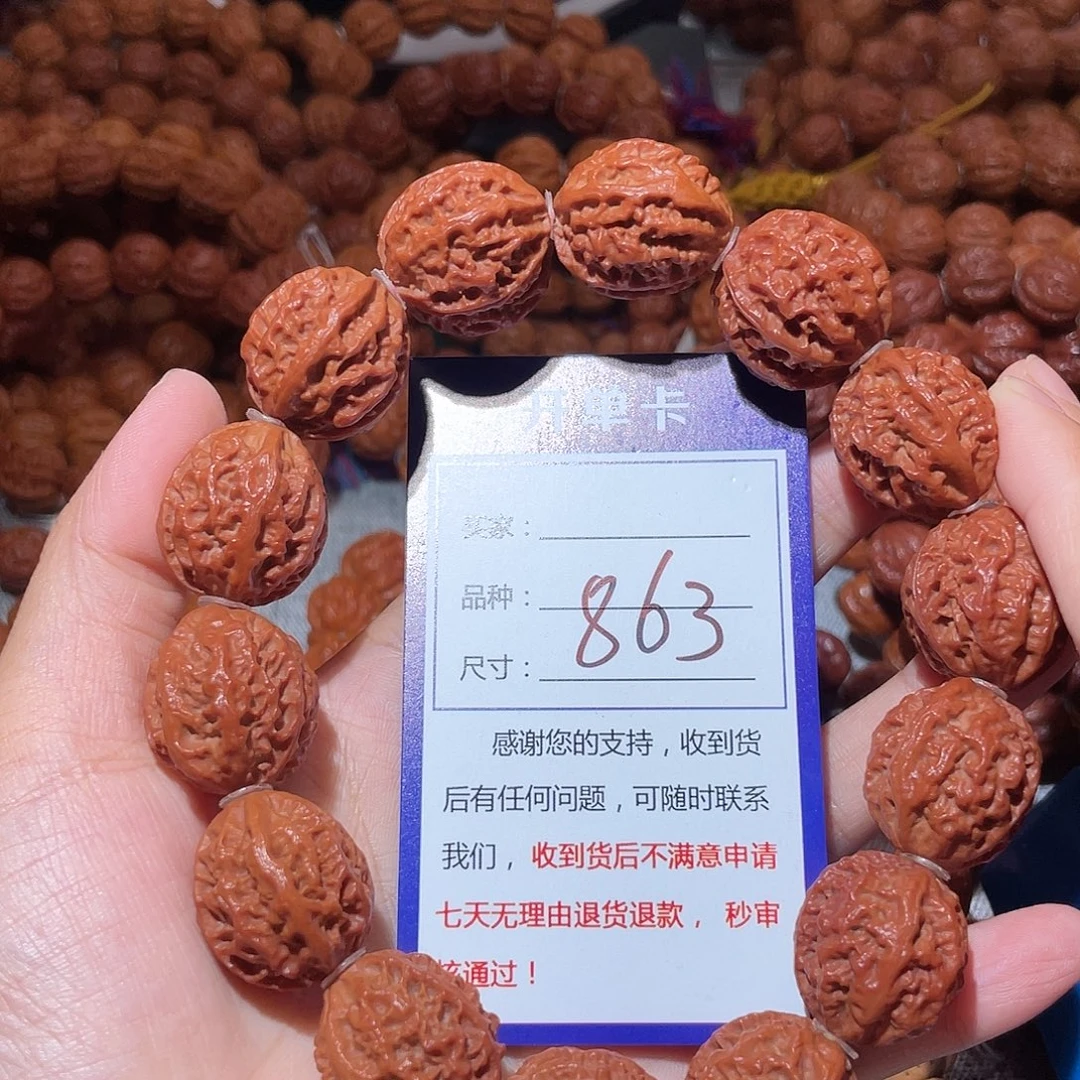 开单卡
买家：
品种：
863
尺寸：
感谢您的支持，收到货
后有任何问题，可随时联系
我们，收到货后不满意申请
七天无理由退货退款，秒审
核通过！